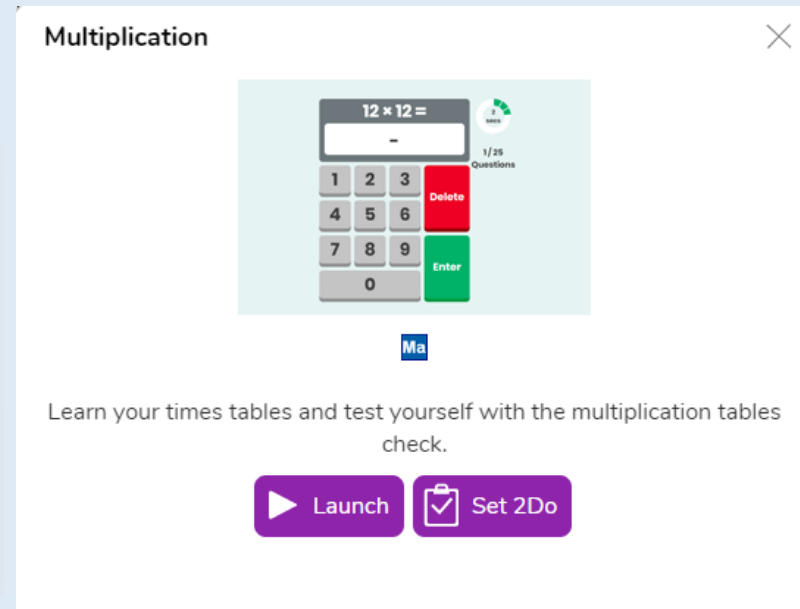 Multiplication
12 × 12 =
-
2
secs
1/25
Questions
1 2 3
Delete
4 5 6
7 8 9
Enter
0
Ma
Learn your times tables and test yourself with the multiplication tables
check.
Launch
Set 2Do